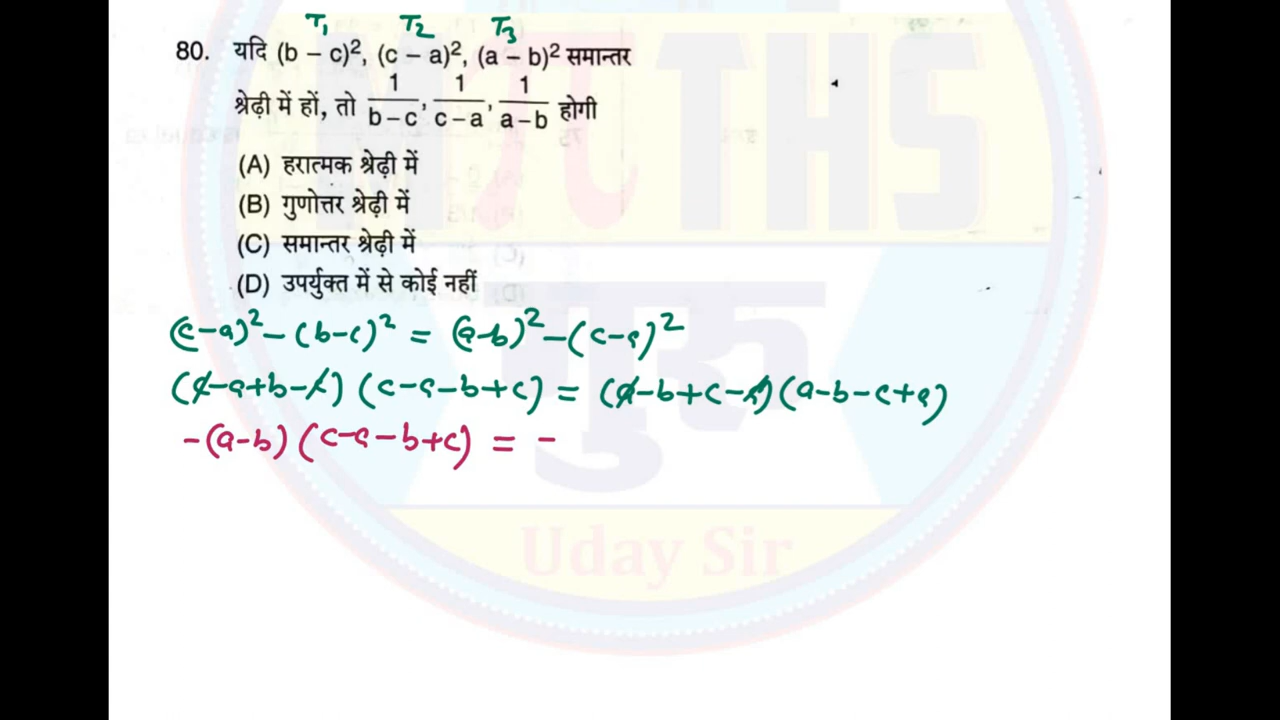 T₁ T₂ T₃
80. यदि (b – c)², (c – a)², (a – b)² समान्तर
श्रेढ़ी में हों, तो 1/(b–c), 1/(c–a), 1/(a–b) होगी
(A) हरात्मक श्रेढ़ी में
(B) गुणोत्तर श्रेढ़ी में
(C) समान्तर श्रेढ़ी में
(D) उपर्युक्त में से कोई नहीं
(c-a)² - (b-c)² = (a-b)² - (c-a)²
(c-a+b-c) (c-a-b+c) = (a-b+c-a) (a-b-c+a)
-(a-b) (c-a-b+c) = -
MATHS
गुरु
Uday Sir